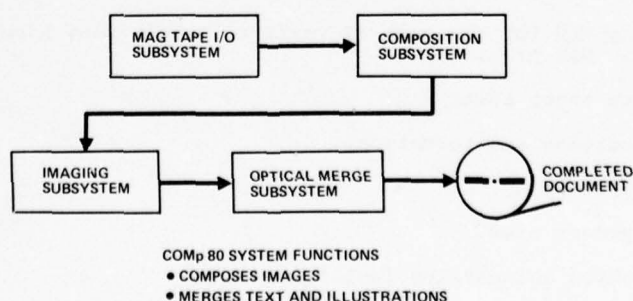 MAG TAPE I/O
SUBSYSTEM
COMPOSITION
SUBSYSTEM
IMAGING
SUBSYSTEM
OPTICAL MERGE
SUBSYSTEM
COMPLETED
DOCUMENT
COMp 80 SYSTEM FUNCTIONS
• COMPOSES IMAGES
• MERGES TEXT AND ILLUSTRATIONS